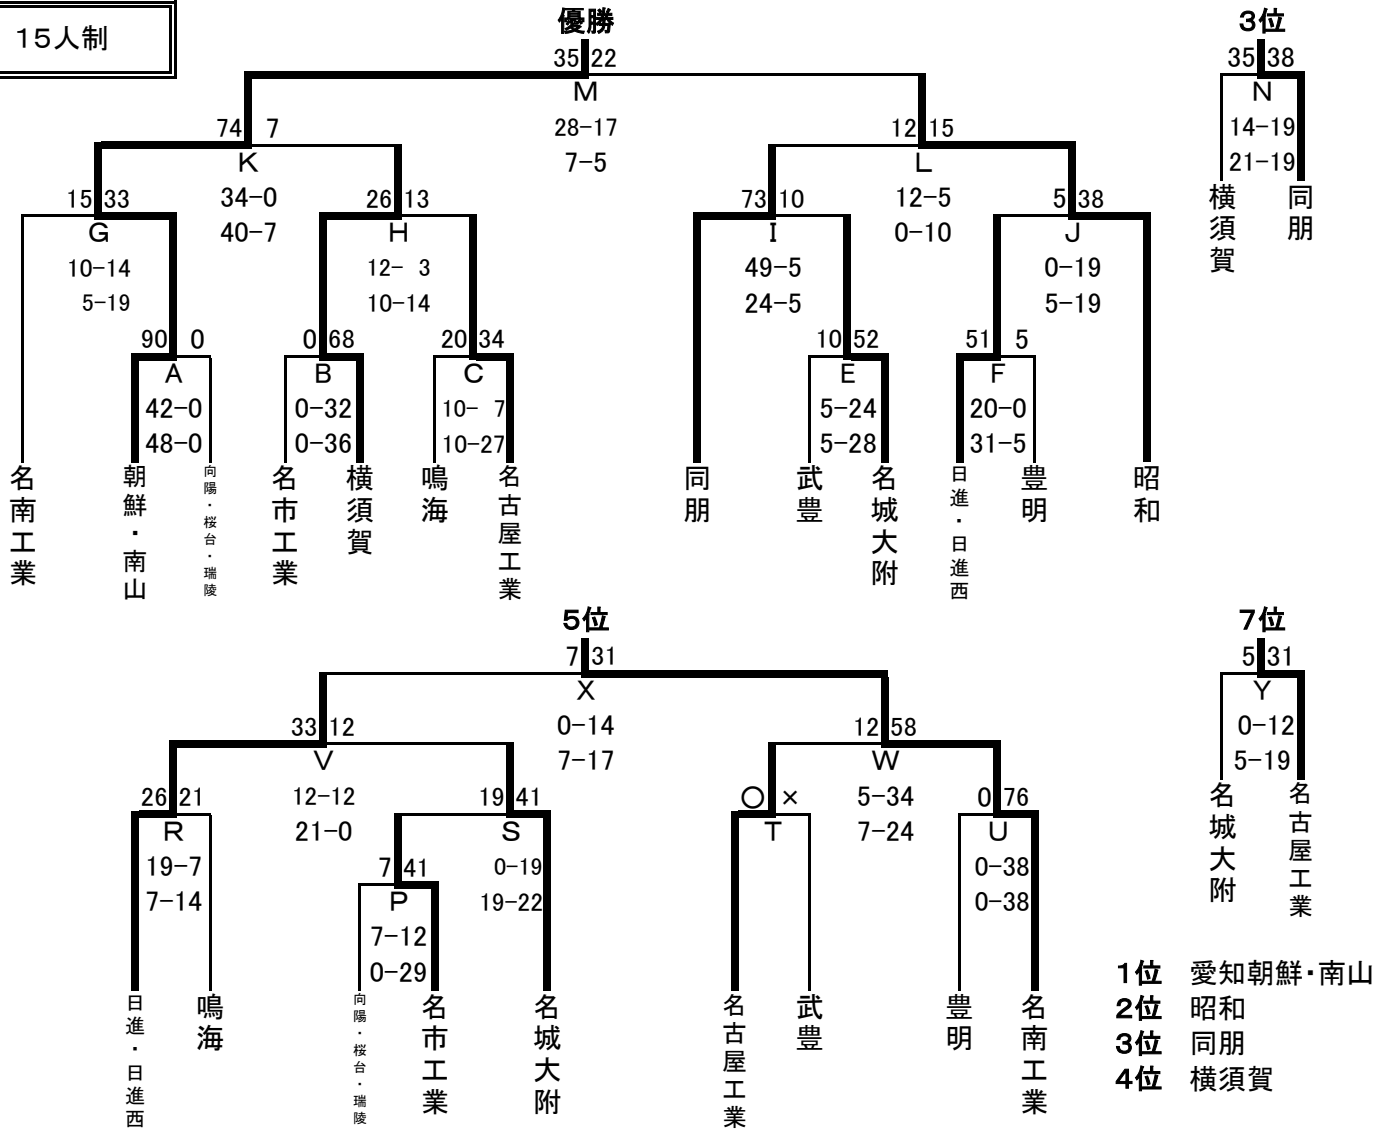 15人制
優勝
3位
35 22
35 38
M
N
28-17
14-19
7-5
21-19
横須賀
同朋
74 7
12 15
K
L
34-0
12-5
40-7
0-10
15 33
26 13
73 10
5 38
G
H
I
J
10-14
12- 3
49-5
0-19
5-19
10-14
24-5
5-19
90 0
0 68
20 34
10 52
51 5
A
B
C
E
F
42-0
0-32
10- 7
5-24
20-0
48-0
0-36
10-27
5-28
31-5
名南工業
朝鮮・南山
向陽・桜台・瑞陵
名市工業
横須賀
鳴海
名古屋工業
同朋
武豊
名城大附
日進・日進西
豊明
昭和
5位
7位
7 31
5 31
X
Y
0-14
0-12
7-17
5-19
名城大附
名古屋工業
33 12
12 58
V
W
12-12
5-34
21-0
7-24
26 21
19 41
○ ×
0 76
R
S
T
U
19-7
0-19
0-38
7-14
19-22
0-38
7 41
P
7-12
0-29
日進・日進西
鳴海
向陽・桜台・瑞陵
名市工業
名城大附
名古屋工業
武豊
豊明
名南工業
1位 愛知朝鮮・南山
2位 昭和
3位 同朋
4位 横須賀